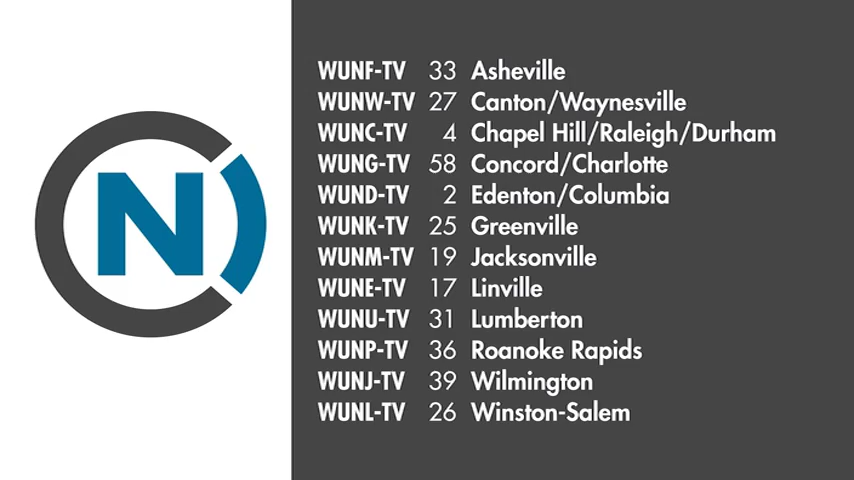 N
WUNF-TV 33 Asheville
WUNW-TV 27 Canton/Waynesville
WUNC-TV 4 Chapel Hill/Raleigh/Durham
WUNG-TV 58 Concord/Charlotte
WUND-TV 2 Edenton/Columbia
WUNK-TV 25 Greenville
WUNM-TV 19 Jacksonville
WUNE-TV 17 Linville
WUNU-TV 31 Lumberton
WUNP-TV 36 Roanoke Rapids
WUNJ-TV 39 Wilmington
WUNL-TV 26 Winston-Salem